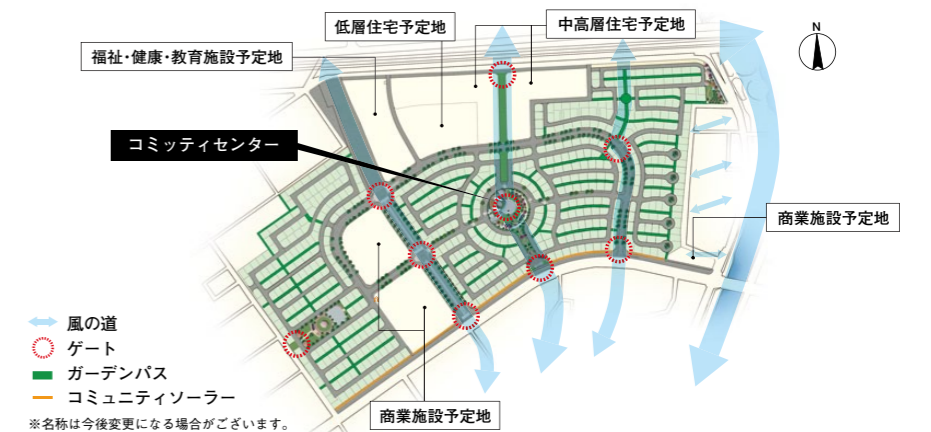 低層住宅予定地
中高層住宅予定地
N
福祉・健康・教育施設予定地
コミッティセンター
商業施設予定地
風の道
ゲート
ガーデンパス
コミュニティソーラー
商業施設予定地
※名称は今後変更になる場合がございます。